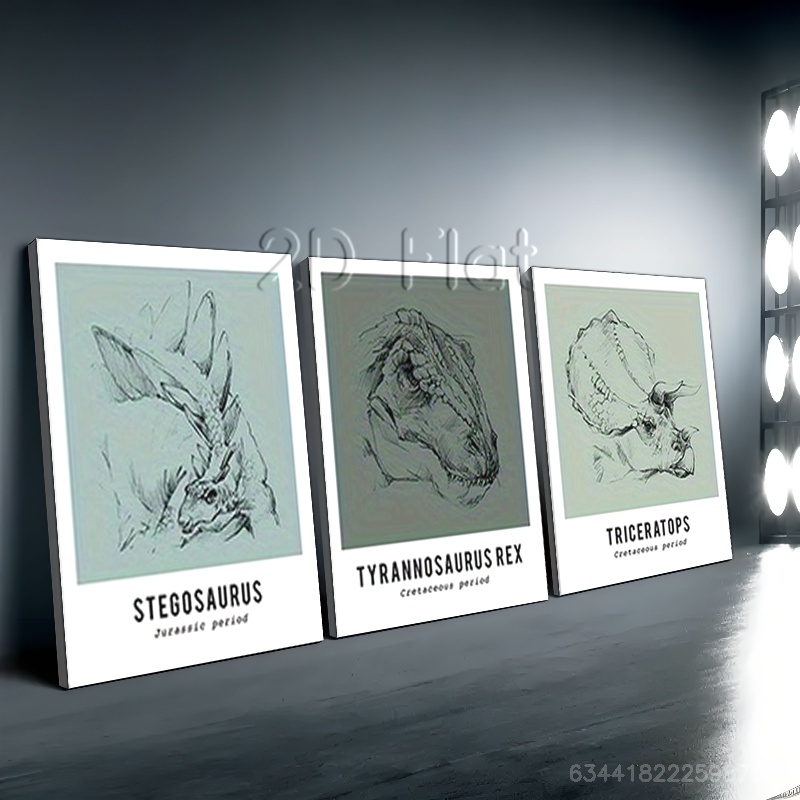 2D Flat
STEGOSAURUS
Jurassic period
TYRANNOSAURUS REX
Cretaceous period
TRICERATOPS
Cretaceous period